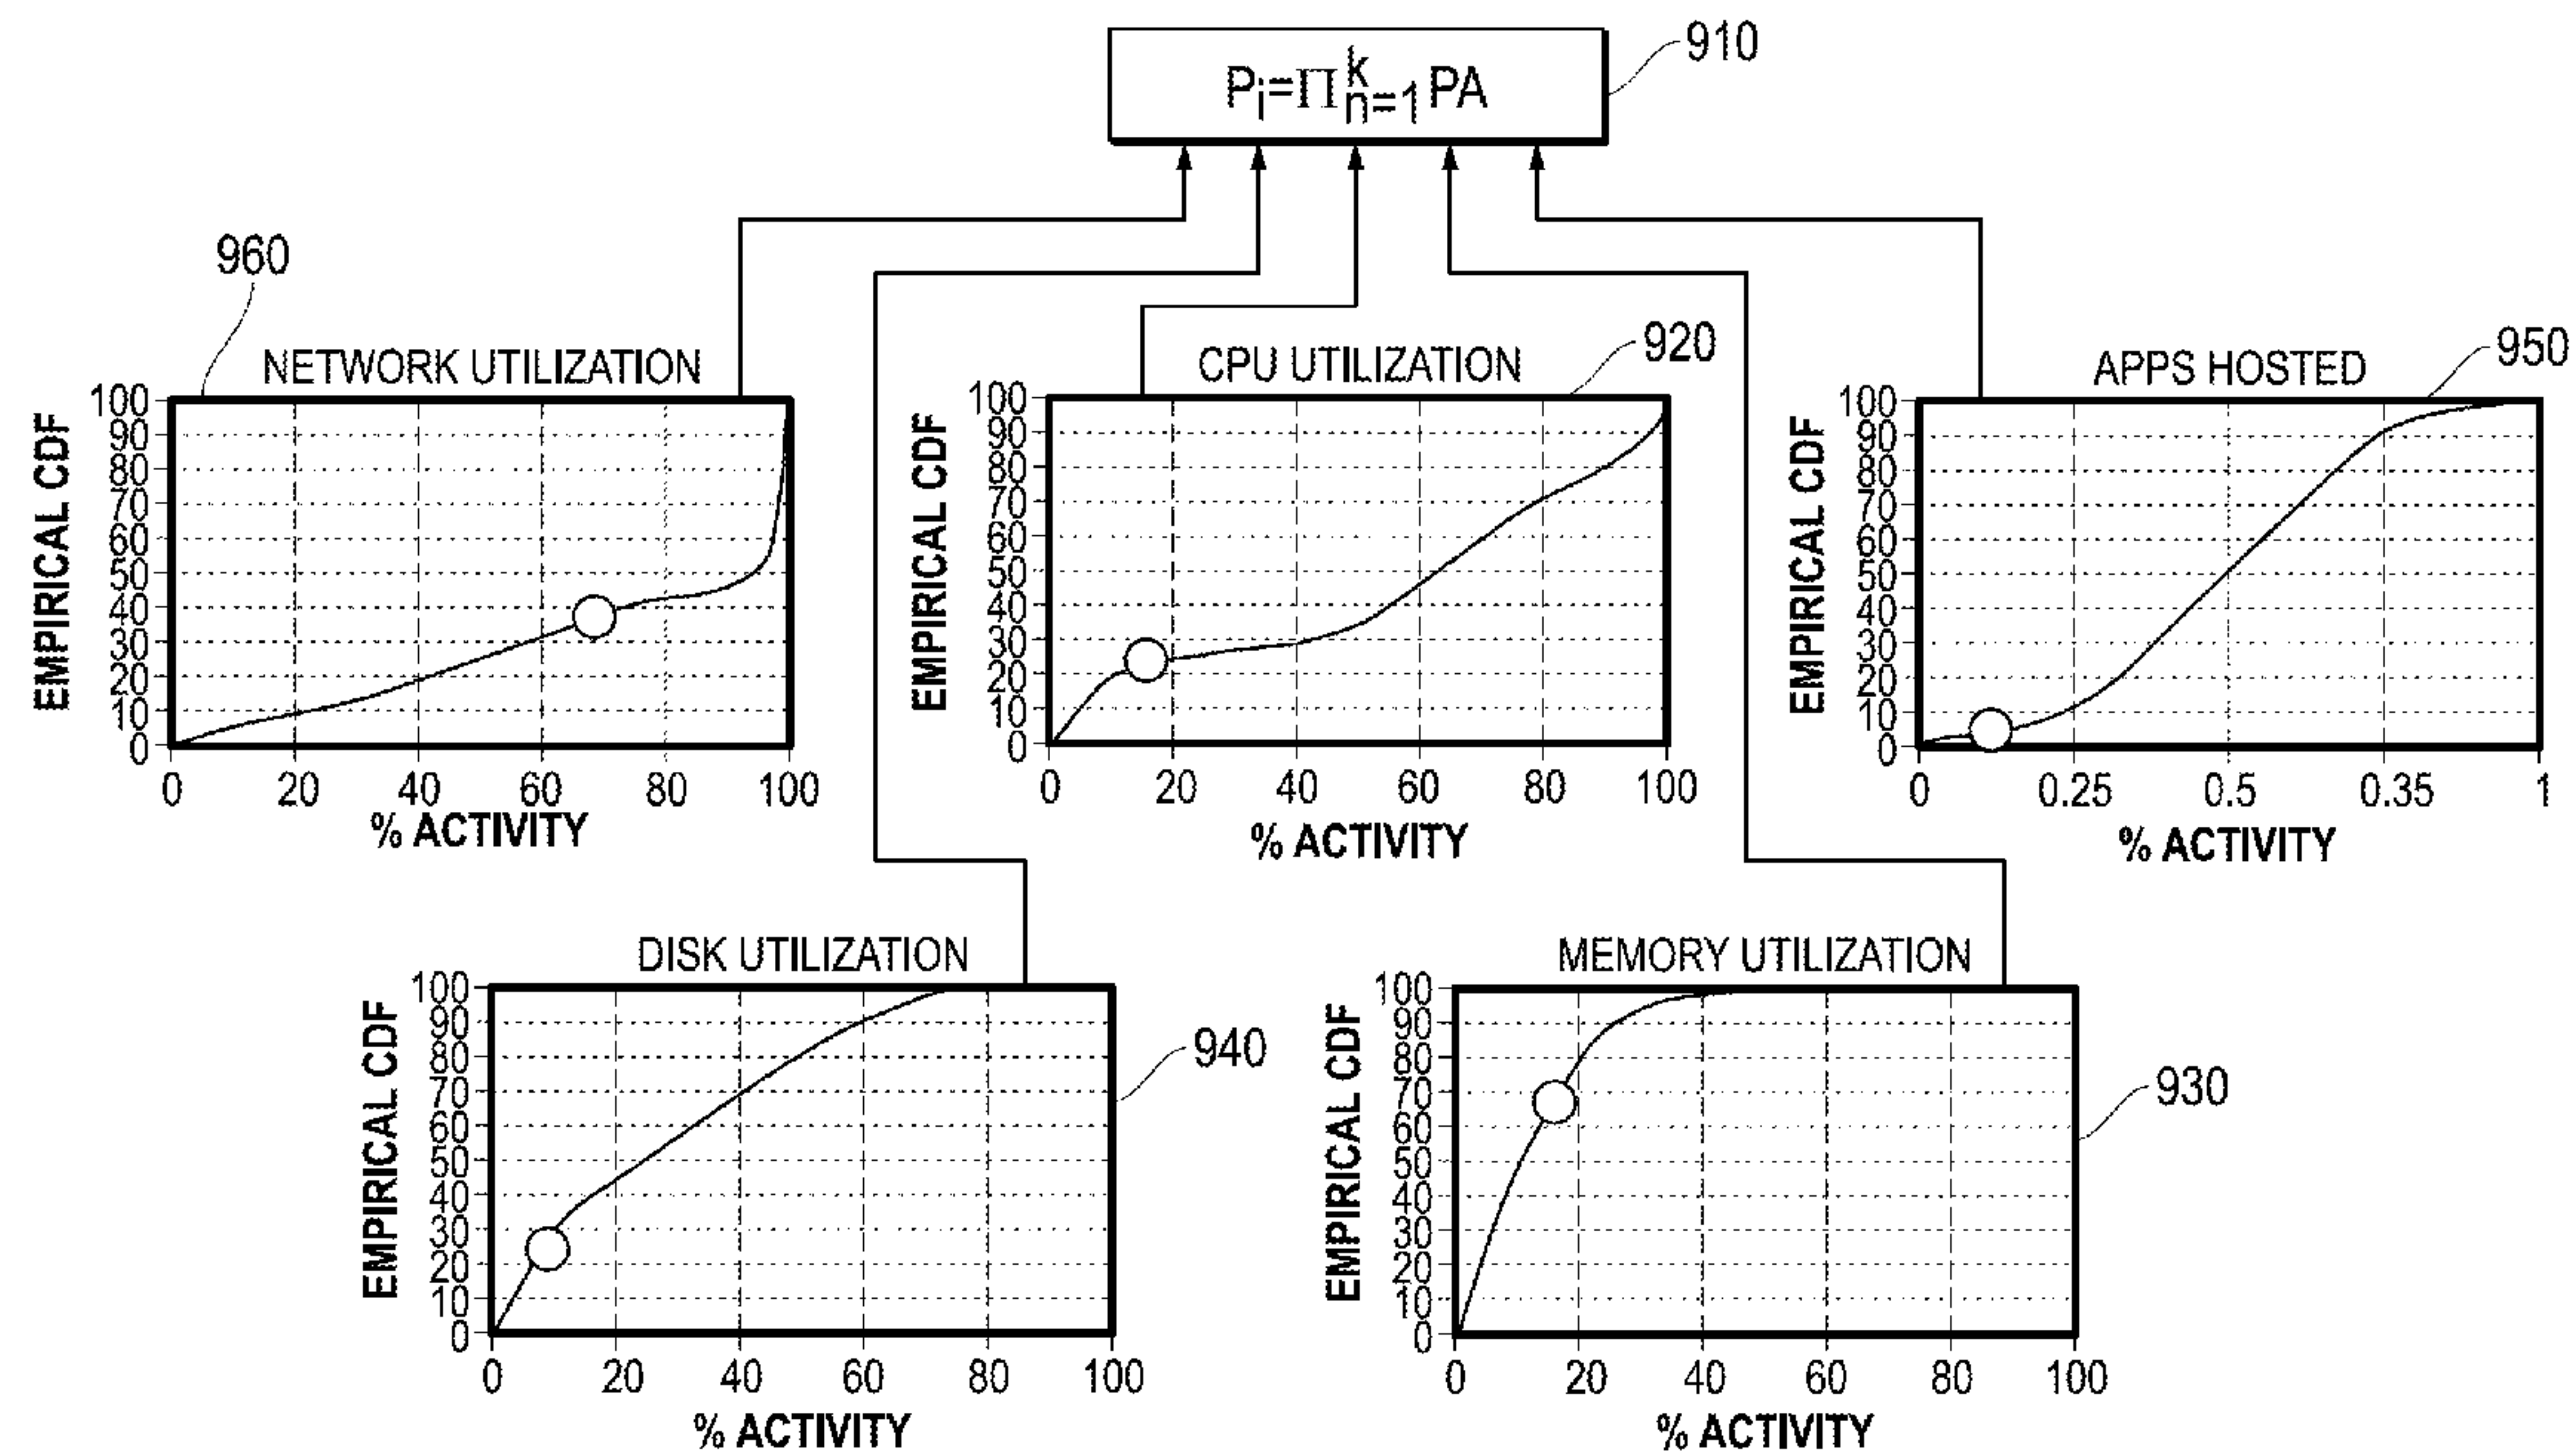 910
P_i=Π^k_{n=1} PA
960
NETWORK UTILIZATION
EMPIRICAL CDF
100
90
80
70
60
50
40
30
20
10
0
0 20 40 60 80 100
% ACTIVITY
920
CPU UTILIZATION
EMPIRICAL CDF
100
90
80
70
60
50
40
30
20
10
0
0 20 40 60 80 100
% ACTIVITY
950
APPS HOSTED
EMPIRICAL CDF
100
90
80
70
60
50
40
30
20
10
0
0 0.25 0.5 0.35 1
% ACTIVITY
DISK UTILIZATION
940
EMPIRICAL CDF
100
90
80
70
60
50
40
30
20
10
0
0 20 40 60 80 100
% ACTIVITY
MEMORY UTILIZATION
930
EMPIRICAL CDF
100
90
80
70
60
50
40
30
20
10
0
0 20 40 60 80 100
% ACTIVITY